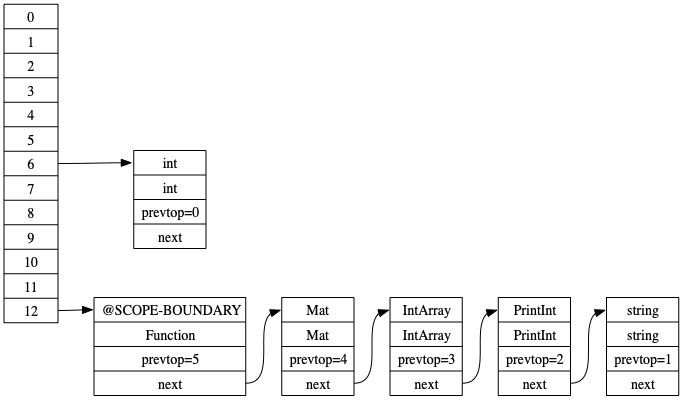 0
1
2
3
4
5
6
7
8
9
10
11
12
int
int
prevtop=0
next
@SCOPE-BOUNDARY
Function
prevtop=5
next
Mat
Mat
prevtop=4
next
IntArray
IntArray
prevtop=3
next
PrintInt
PrintInt
prevtop=2
next
string
string
prevtop=1
next